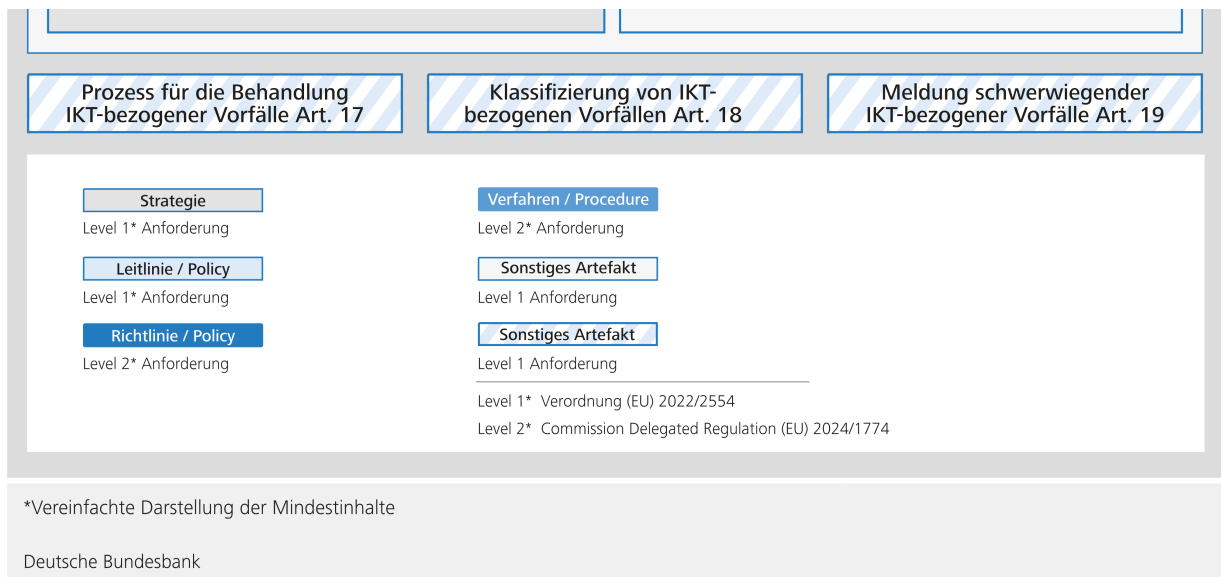 Prozess für die Behandlung
IKT-bezogener Vorfälle Art. 17
Klassifizierung von IKT-
bezogenen Vorfällen Art. 18
Meldung schwerwiegender
IKT-bezogener Vorfälle Art. 19
Strategie
Level 1* Anforderung
Leitlinie / Policy
Level 1* Anforderung
Richtlinie / Policy
Level 2* Anforderung
Verfahren / Procedure
Level 2* Anforderung
Sonstiges Artefakt
Level 1 Anforderung
Sonstiges Artefakt
Level 1 Anforderung
Level 1* Verordnung (EU) 2022/2554
Level 2* Commission Delegated Regulation (EU) 2024/1774
*Vereinfachte Darstellung der Mindestinhalte
Deutsche Bundesbank